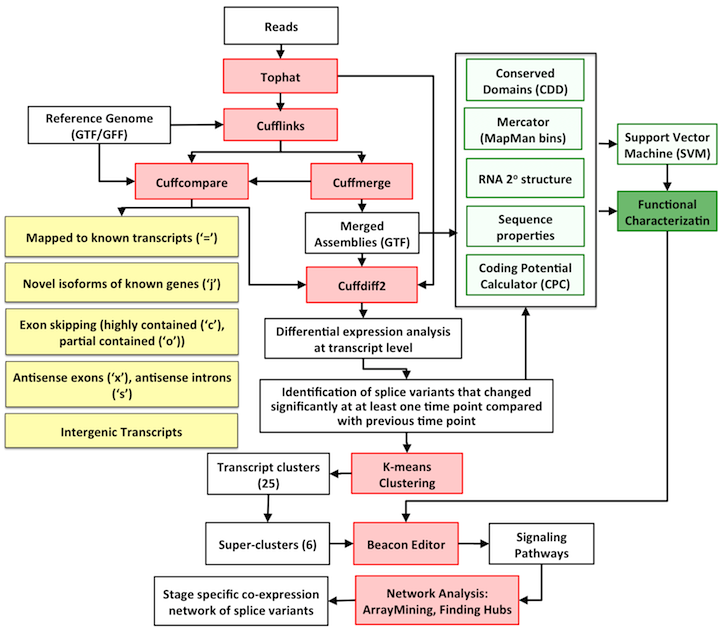 Reads
Tophat
Reference Genome
(GTF/GFF)
Cufflinks
Cuffcompare
Cuffmerge
Merged
Assemblies (GTF)
Cuffdiff2
Mapped to known transcripts (‘=’)
Novel isoforms of known genes (‘j’)
Exon skipping (highly contained (‘c’),
partial contained (‘o’))
Antisense exons (‘x’), antisense introns
(‘s’)
Intergenic Transcripts
Conserved
Domains (CDD)
Mercator
(MapMan bins)
RNA 2º structure
Sequence
properties
Coding Potential
Calculator (CPC)
Support Vector
Machine (SVM)
Functional
Characterizatin
Differential expression analysis
at transcript level
Identification of splice variants that changed
significantly at at least one time point compared
with previous time point
K-means
Clustering
Transcript clusters
(25)
Super-clusters (6)
Beacon Editor
Signaling
Pathways
Network Analysis:
ArrayMining, Finding Hubs
Stage specific co-expression
network of splice variants